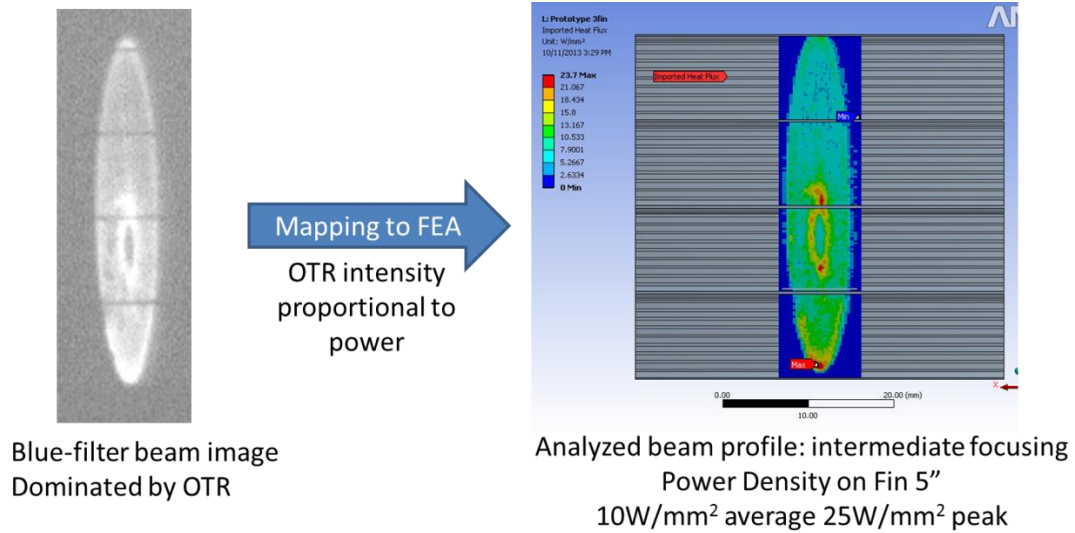 L: Prototype 3fin
Imported Heat Flux
Unit: W/mm²
10/11/2013 3:29 PM
23.7 Max
21.067
18.434
15.8
13.167
10.533
7.9001
5.2667
2.6334
0 Min
AN
Imported Heat Flux
Min
Max
0.00
20.00 (mm)
10.00
X
Mapping to FEA
OTR intensity
proportional to
power
Blue-filter beam image
Dominated by OTR
Analyzed beam profile: intermediate focusing
Power Density on Fin 5”
10W/mm² average 25W/mm² peak